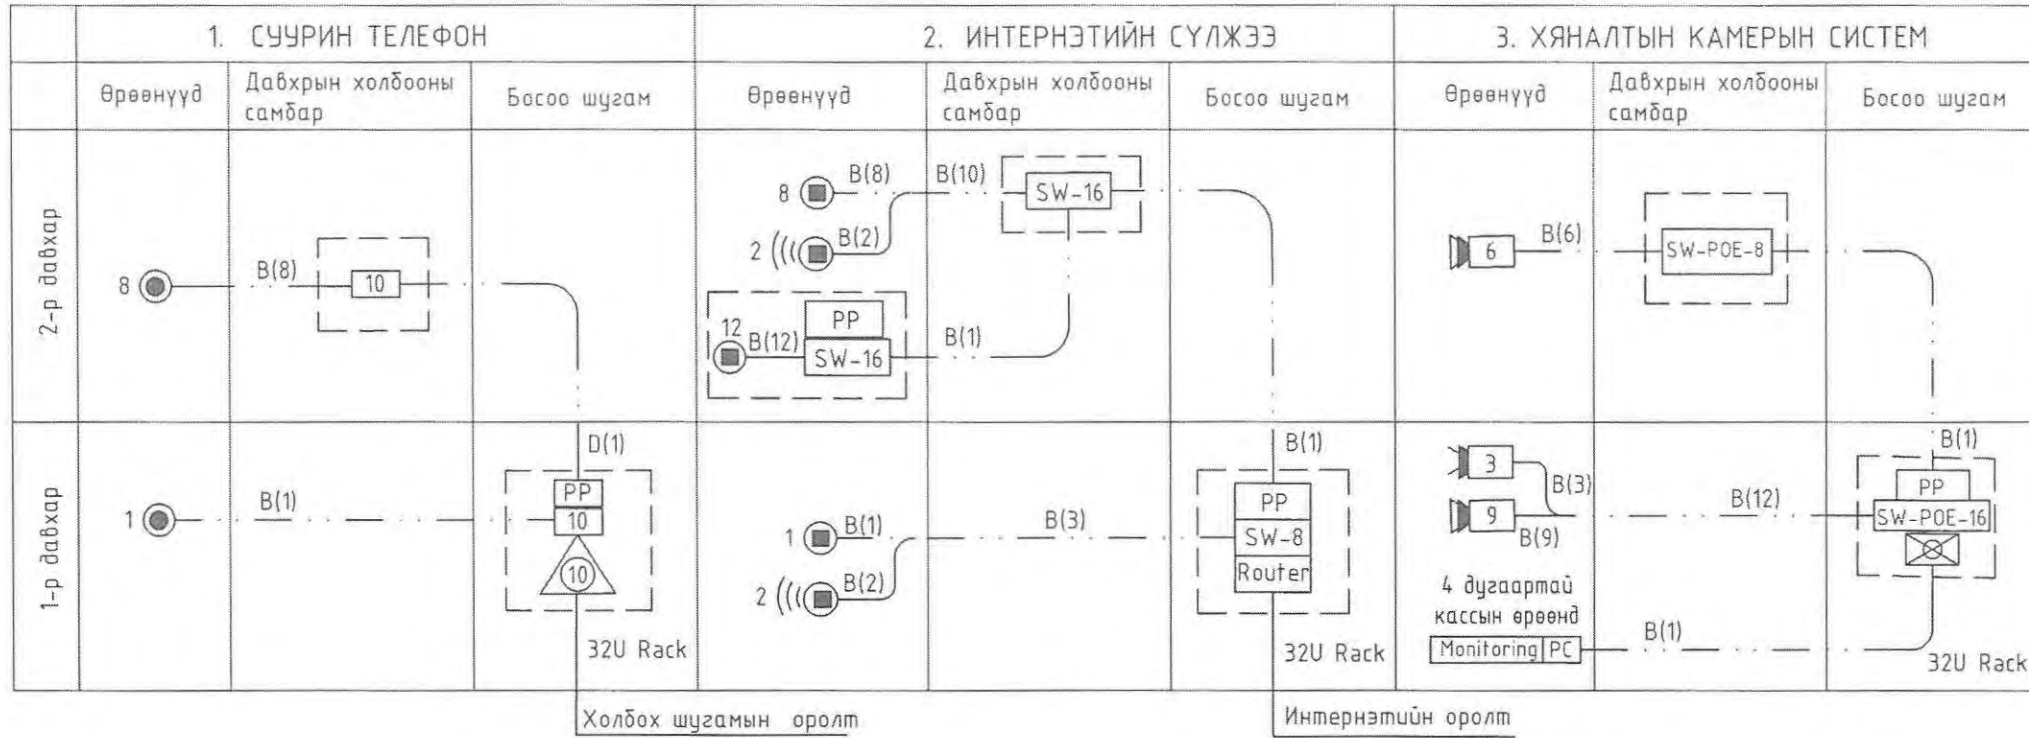 1. СУУРИН ТЕЛЕФОН
2. ИНТЕРНЭТИЙН СҮЛЖЭЭ
3. ХЯНАЛТЫН КАМЕРЫН СИСТЕМ
Өрөөнүүд
Давхрын холбооны
самбар
Босоо шугам
Өрөөнүүд
Давхрын холбооны
самбар
Босоо шугам
Өрөөнүүд
Давхрын холбооны
самбар
Босоо шугам
2-р давхар
8
B(8)
10
8
B(8)
B(10)
SW-16
2
B(2)
12
B(12)
PP
SW-16
B(1)
6
B(6)
SW-POE-8
1-р давхар
1
B(1)
D(1)
PP
10
10
32U Rack
1
B(1)
2
B(2)
B(3)
B(1)
PP
SW-8
Router
32U Rack
3
B(3)
9
B(9)
B(12)
B(1)
PP
SW-POE-16
4 дугаартай
кассын өрөөнд
Monitoring PC
B(1)
32U Rack
Холбох шугамын оролт
Интернэтийн оролт